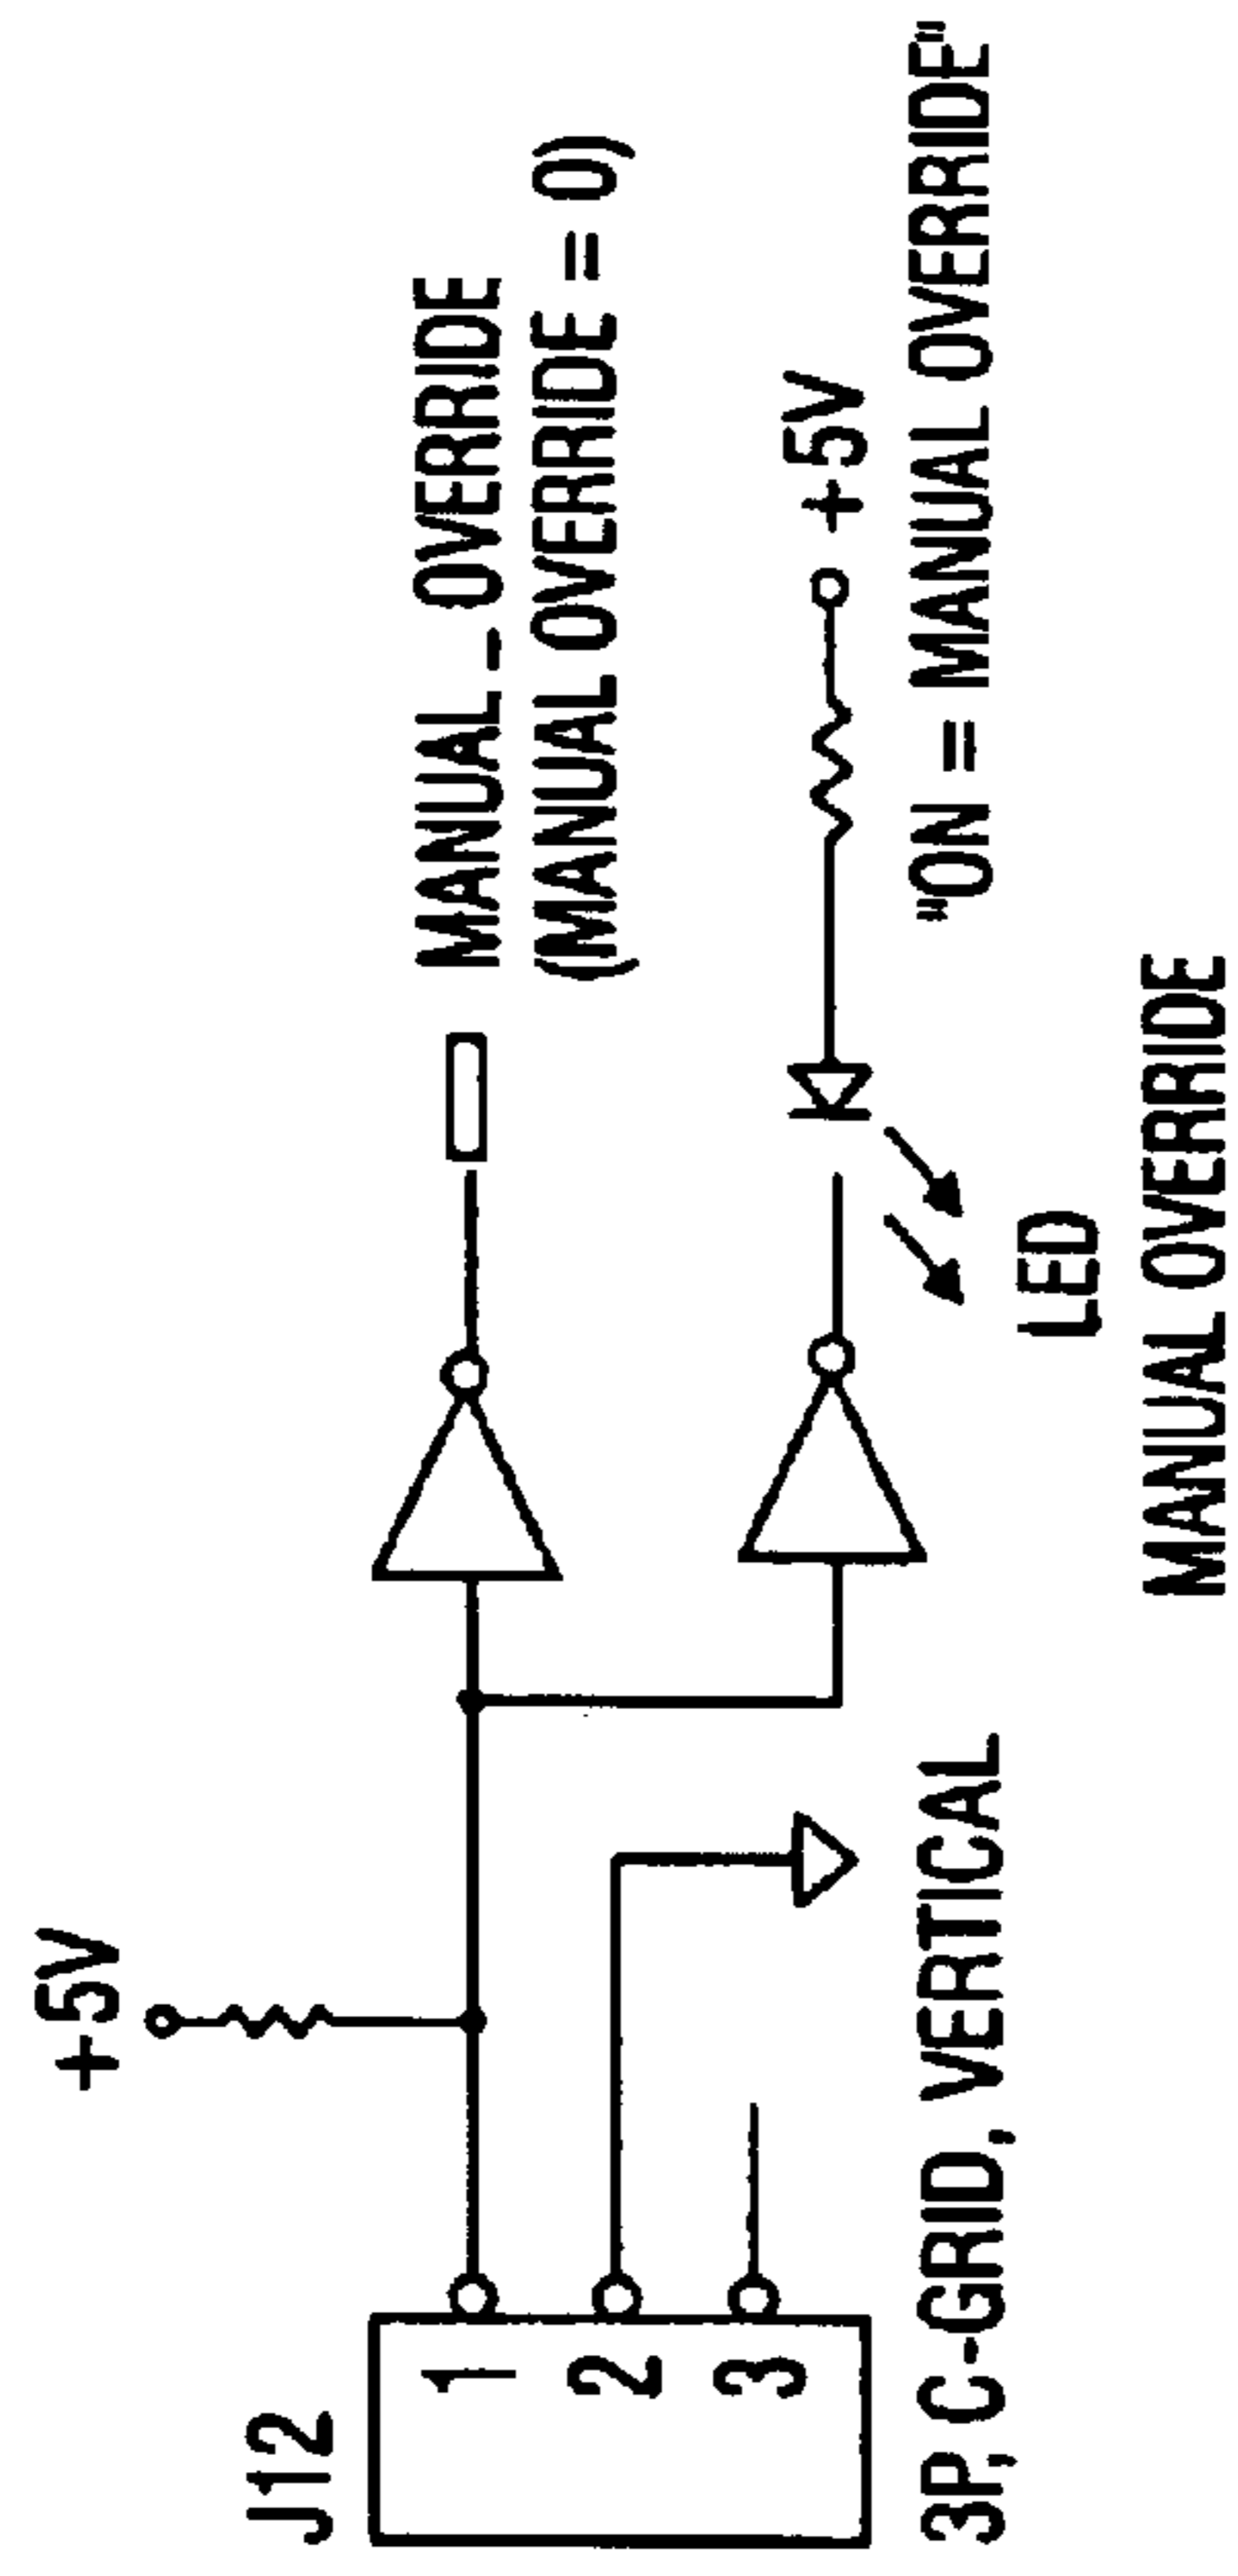 +5V
J12
1
2
3
3P, C-GRID, VERTICAL
MANUAL_OVERRIDE
(MANUAL OVERRIDE = 0)
+5V
"ON = MANUAL OVERRIDE"
LED
MANUAL OVERRIDE